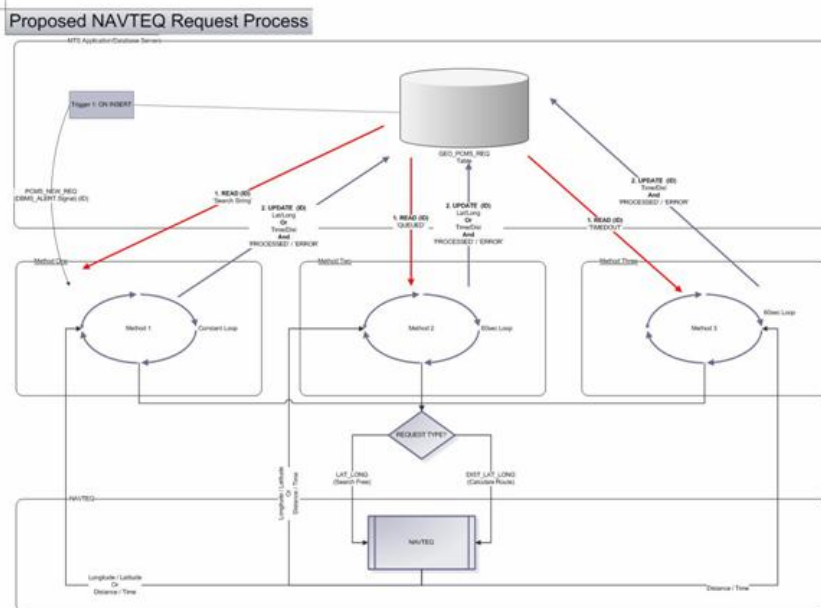 Proposed NAVTEQ Request Process
MTS Application/Database Servers
Trigger 1: ON INSERT
GEO_PCMS_REQ
Table
PCMS_NEW_REQ
(DBMS_ALERT Signal) (ID)
1. READ (ID)
'Search String'
2. UPDATE (ID)
Lat/Long
Or
Time/Dist
And
'PROCESSED' / 'ERROR'
1. READ (ID)
'QUEUED'
2. UPDATE (ID)
Lat/Long
Or
Time/Dist
And
'PROCESSED' / 'ERROR'
2. UPDATE (ID)
Time/Dist
And
'PROCESSED' / 'ERROR'
1. READ (ID)
'TIMEDOUT'
Method One
Method 1
Constant Loop
Method Two
Method 2
60sec Loop
Method Three
Method 3
60sec Loop
REQUEST TYPE?
LAT_LONG
(Search Free)
DIST_LAT_LONG
(Calculate Route)
Longitude / Latitude
Or
Distance / Time
NAVTEQ
NAVTEQ
Longitude / Latitude
Or
Distance / Time
Distance / Time